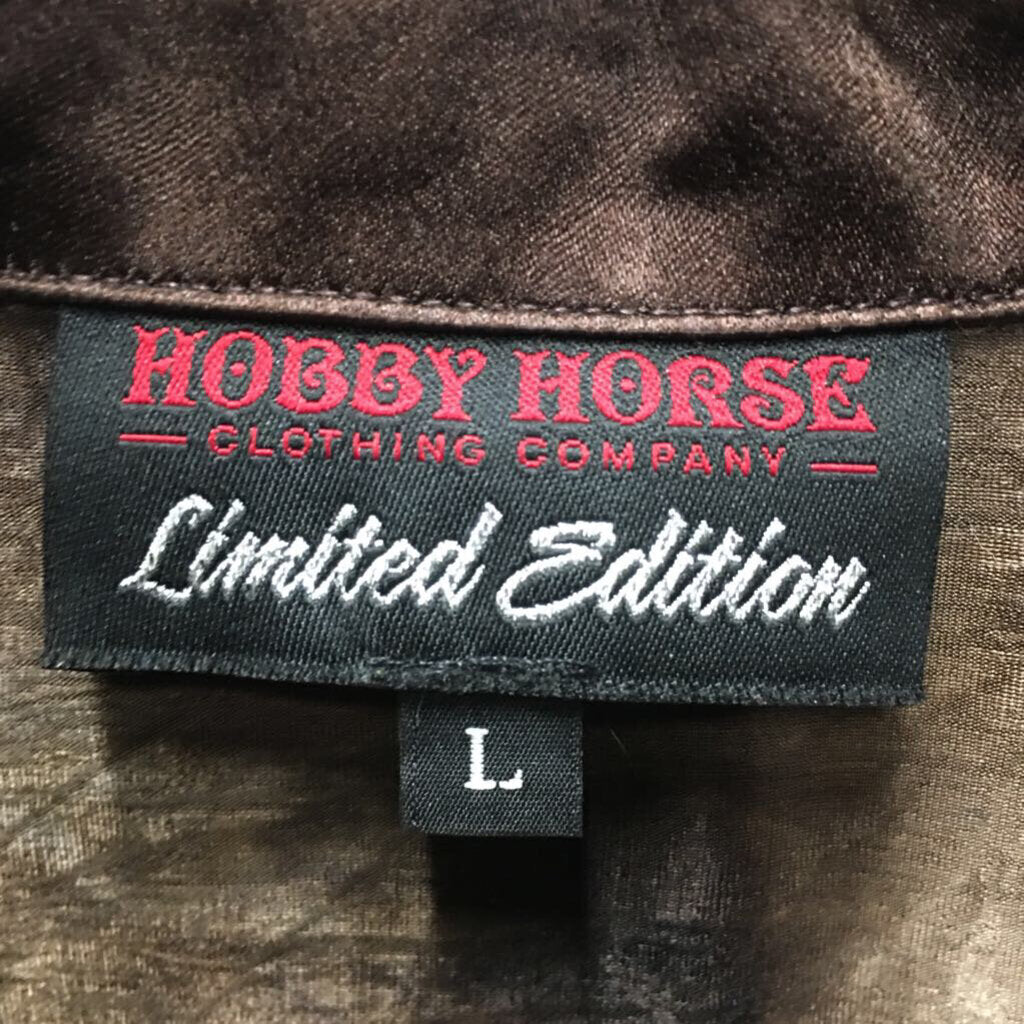 HOBBY HORSE
CLOTHING COMPANY
Limited Edition
L